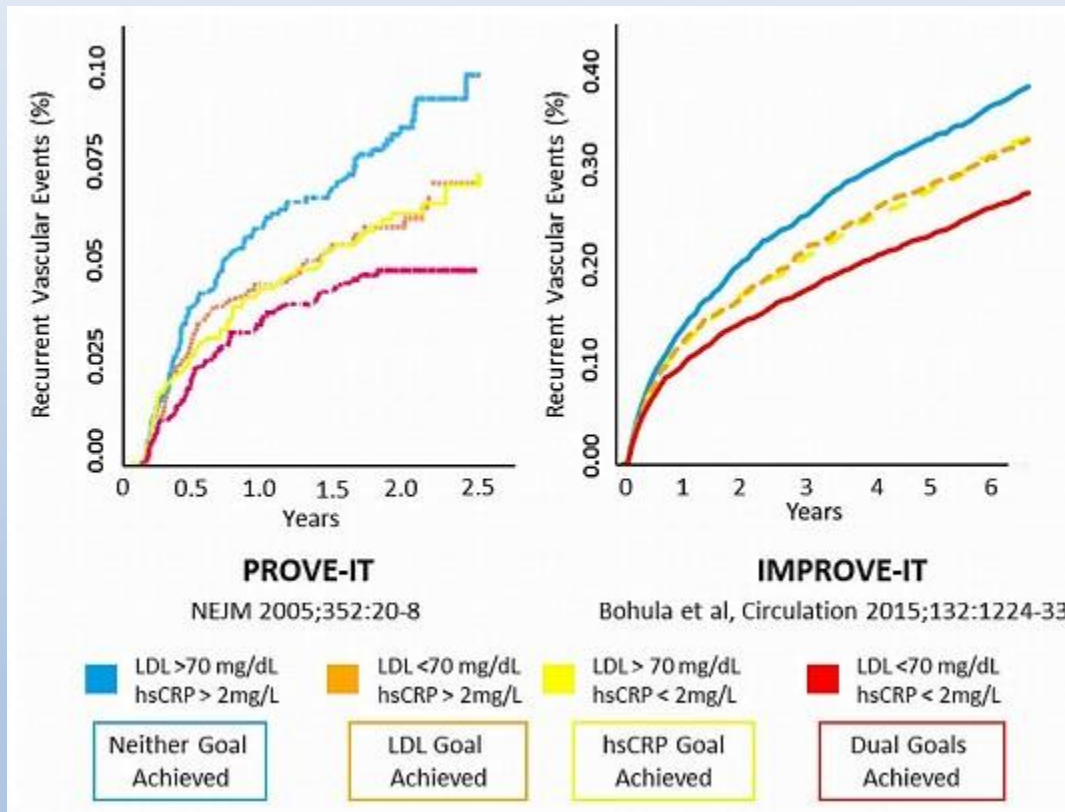 Recurrent Vascular Events (%)
0.10
0.075
0.05
0.025
0.00
0 0.5 1.0 1.5 2.0 2.5
Years
PROVE-IT
NEJM 2005;352:20-8
Recurrent Vascular Events (%)
0.40
0.30
0.20
0.10
0.00
0 1 2 3 4 5 6
Years
IMPROVE-IT
Bohula et al, Circulation 2015;132:1224-33
LDL >70 mg/dL
hsCRP > 2mg/L
LDL <70 mg/dL
hsCRP > 2mg/L
LDL > 70 mg/dL
hsCRP < 2mg/L
LDL <70 mg/dL
hsCRP < 2mg/L
Neither Goal
Achieved
LDL Goal
Achieved
hsCRP Goal
Achieved
Dual Goals
Achieved